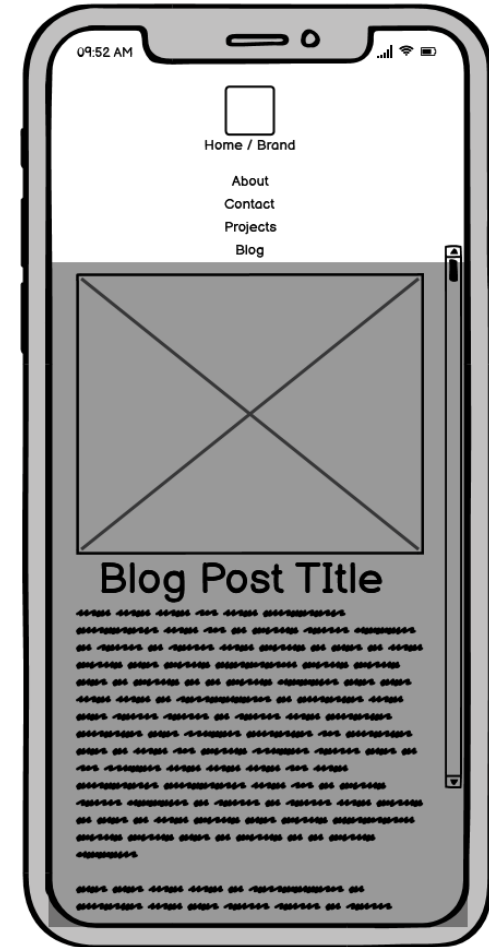 09:52 AM
Home / Brand
About
Contact
Projects
Blog
Blog Post TItle